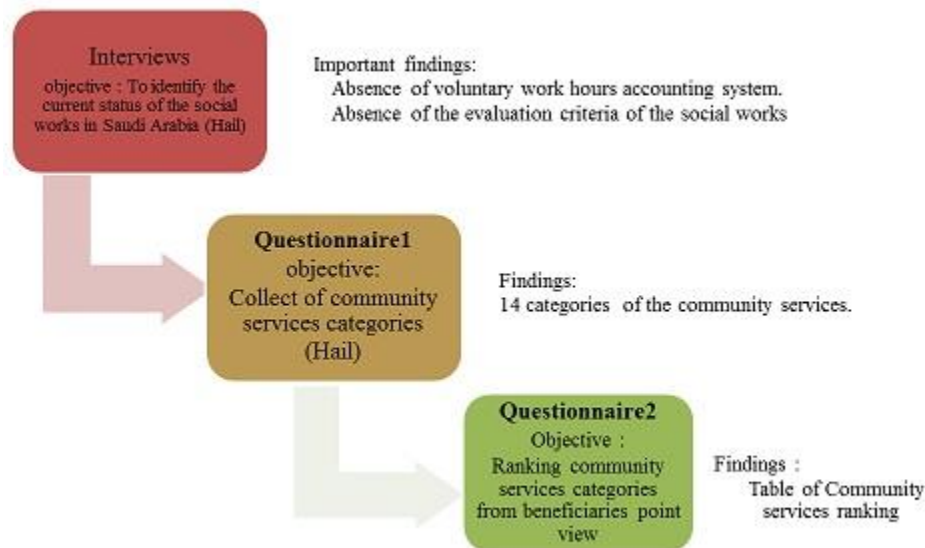 Interviews
objective : To identify the
current status of the social
works in Saudi Arabia (Hail)
Important findings:
Absence of voluntary work hours accounting system.
Absence of the evaluation criteria of the social works
Questionnaire1
objective:
Collect of community
services categories
(Hail)
Findings:
14 categories of the community services.
Questionnaire2
Objective :
Ranking community
services categories
from beneficiaries point
view
Findings :
Table of Community
services ranking